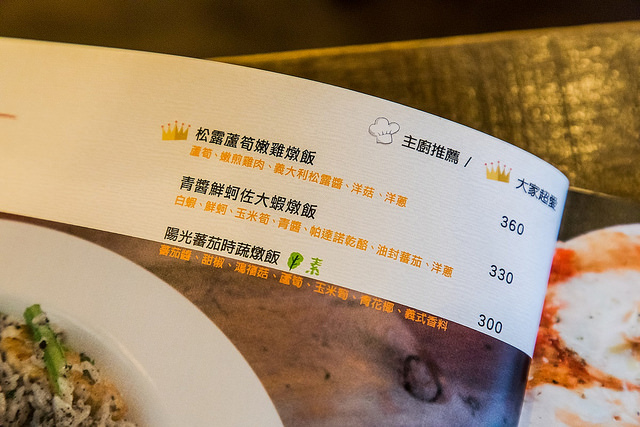 主廚推薦 / 大家超愛
松露蘆筍嫩雞燉飯 360
蘆筍、嫩煎雞肉、義大利松露醬、洋菇、洋蔥
青醬鮮蚵佐大蝦燉飯 330
白蝦、鮮蚵、玉米筍、青醬、帕達諾乾酪、油封蕃茄、洋蔥
陽光蕃茄時蔬燉飯 素 300
蕃茄醬、甜椒、鴻禧菇、蘆筍、玉米筍、青花椰、義式香料